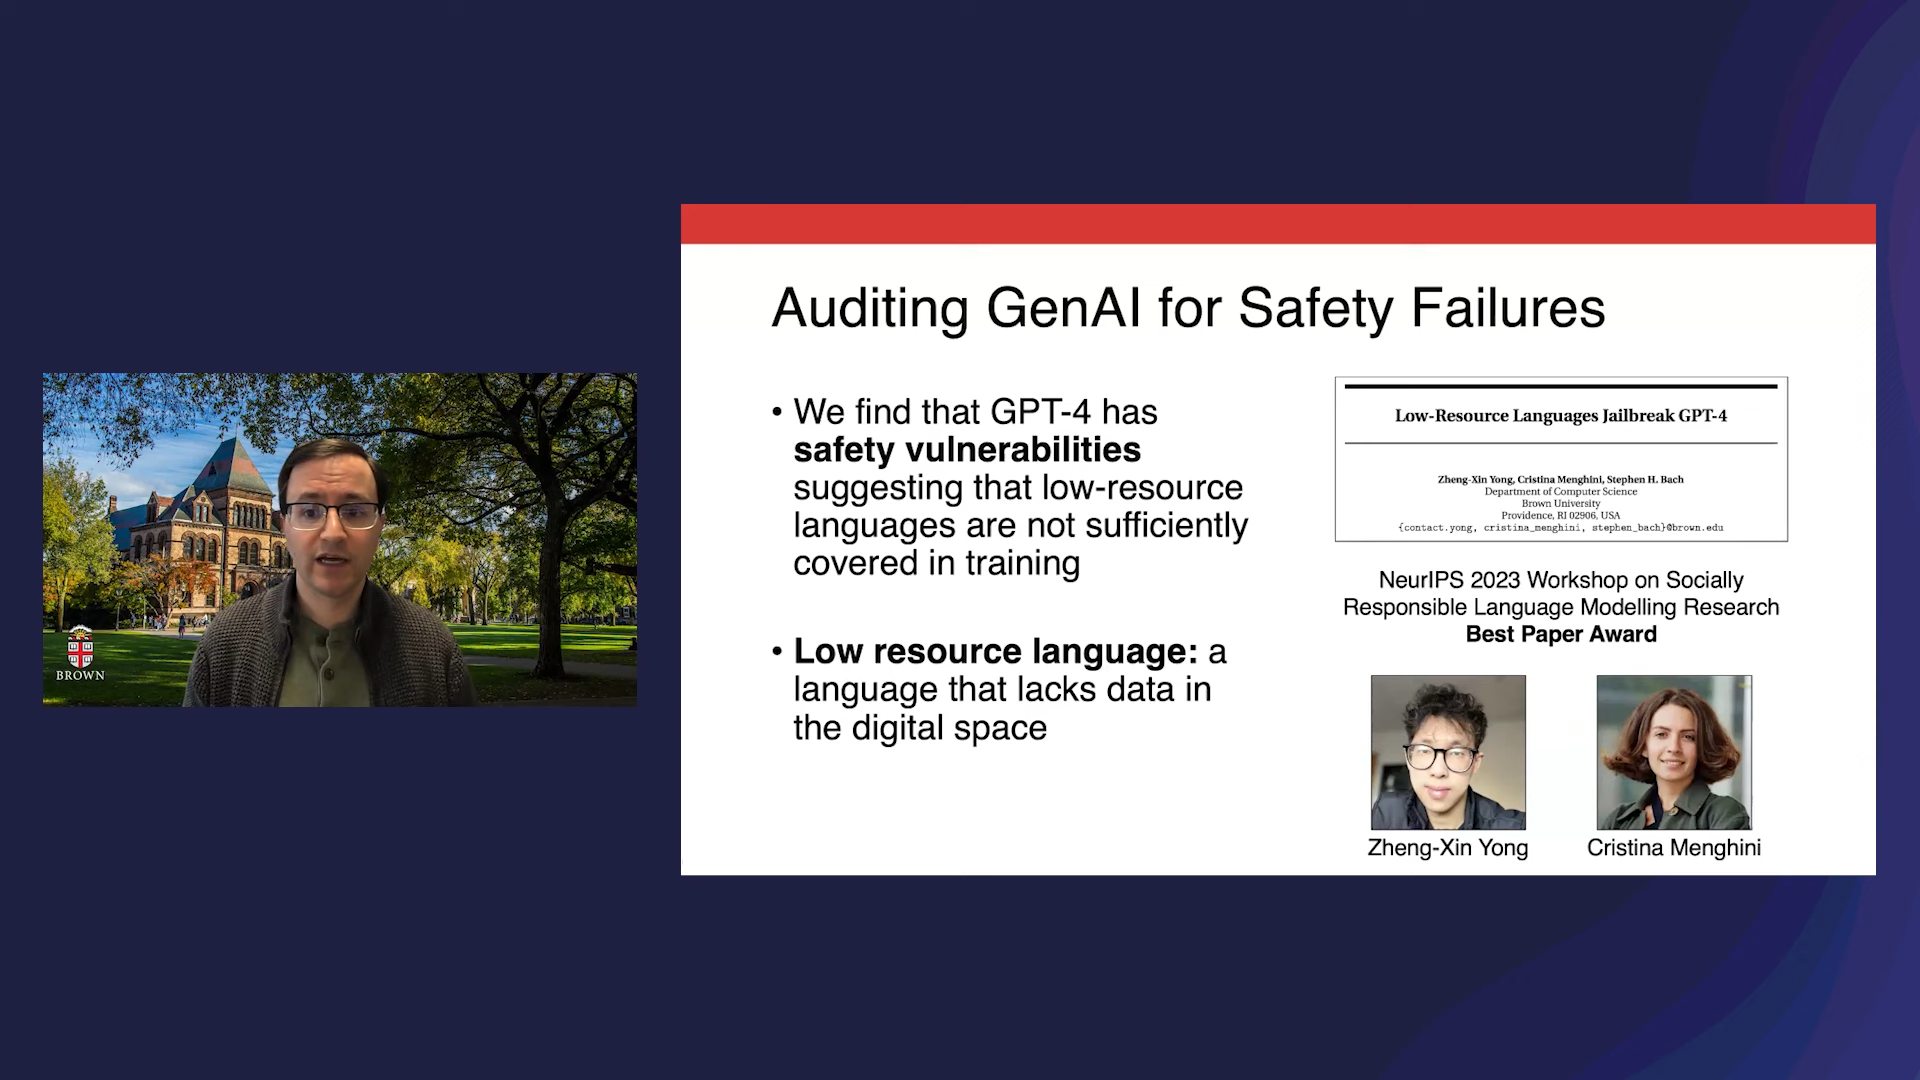 BROWN
Auditing GenAI for Safety Failures
• We find that GPT-4 has
safety vulnerabilities
suggesting that low-resource
languages are not sufficiently
covered in training
• Low resource language: a
language that lacks data in
the digital space
Low-Resource Languages Jailbreak GPT-4
Zheng-Xin Yong, Cristina Menghini, Stephen H. Bach
Department of Computer Science
Brown University
Providence, RI 02906, USA
{contact.yong, cristina_menghini, stephen_bach}@brown.edu
NeurIPS 2023 Workshop on Socially
Responsible Language Modelling Research
Best Paper Award
Zheng-Xin Yong
Cristina Menghini